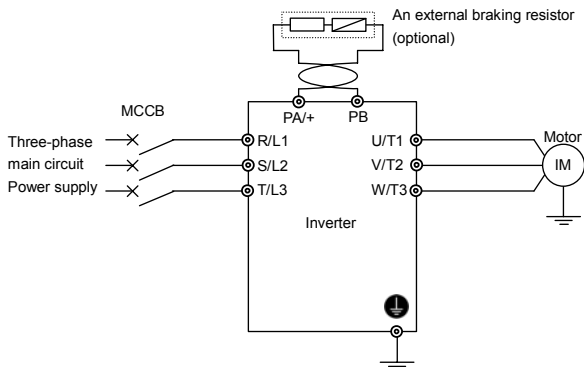 An external braking resistor
(optional)
MCCB
PA/+ PB
Three-phase
main circuit
Power supply
R/L1
S/L2
T/L3
U/T1
V/T2
W/T3
Motor
IM
Inverter